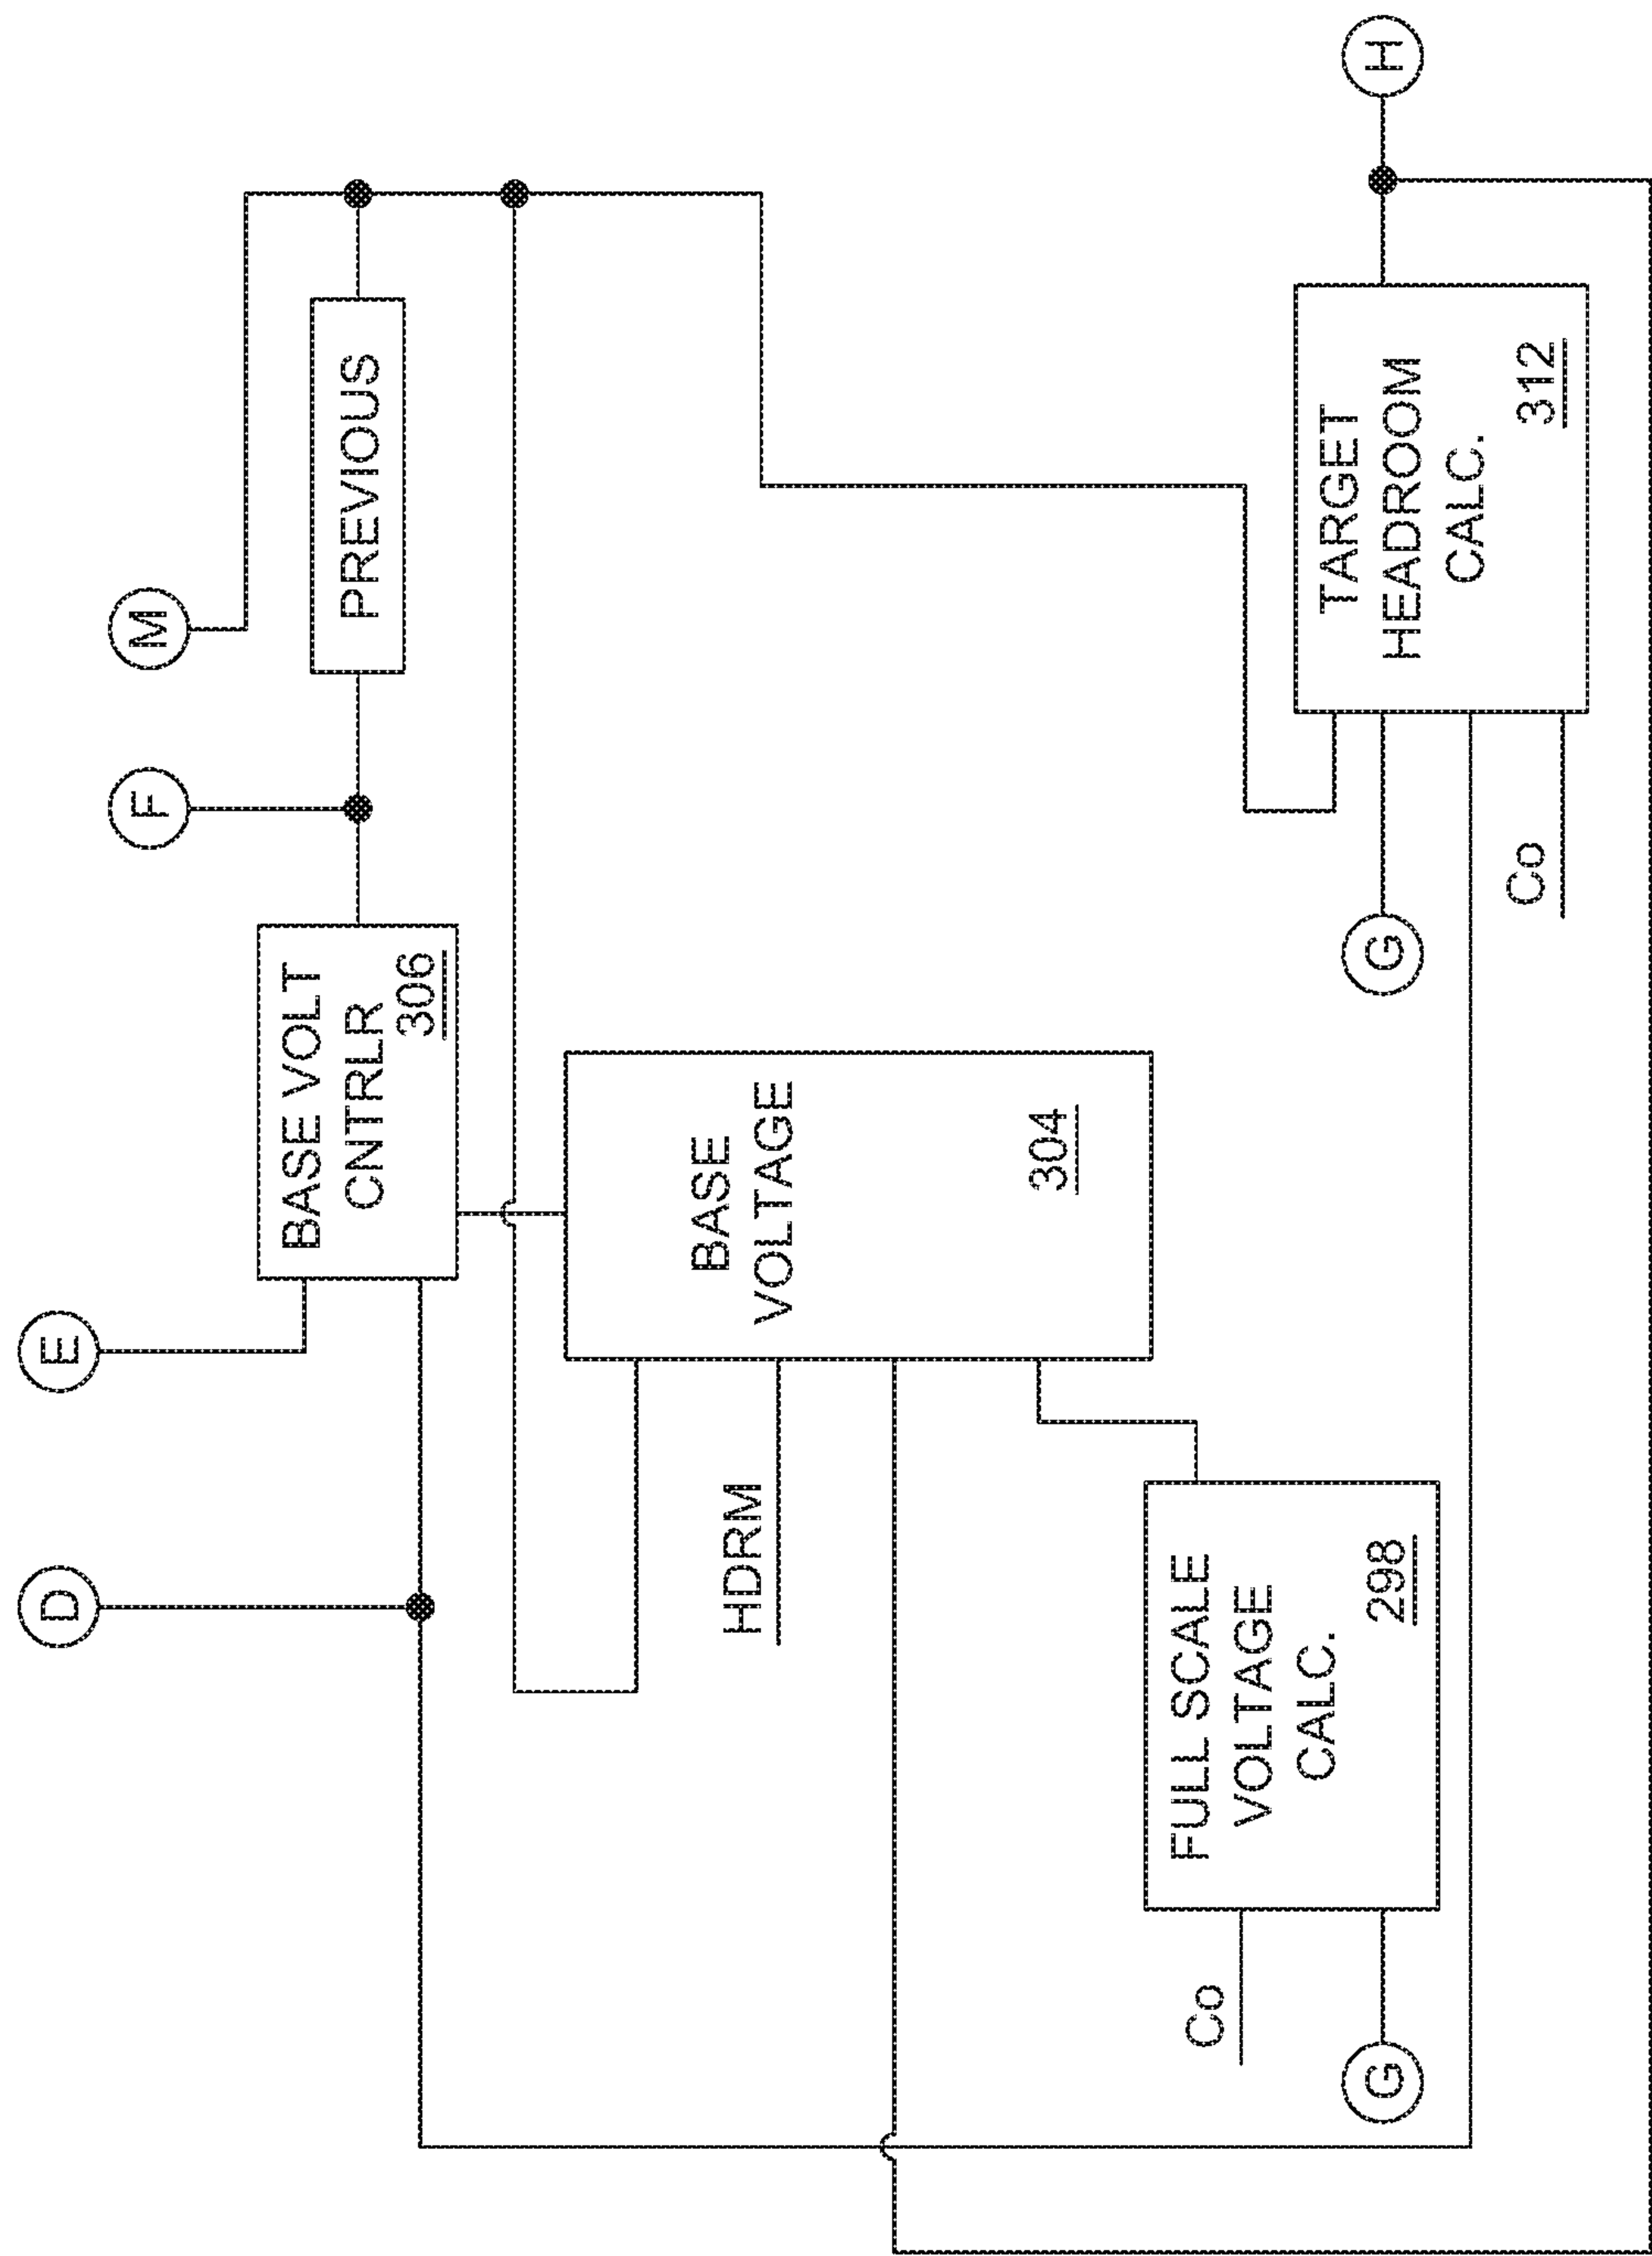 D
E
F
M
BASE VOLT
CNTRLR
306
PREVIOUS
HDRM
BASE
VOLTAGE
304
Co
G
FULL SCALE
VOLTAGE
CALC.
298
G
Co
TARGET
HEADROOM
CALC.
312
H